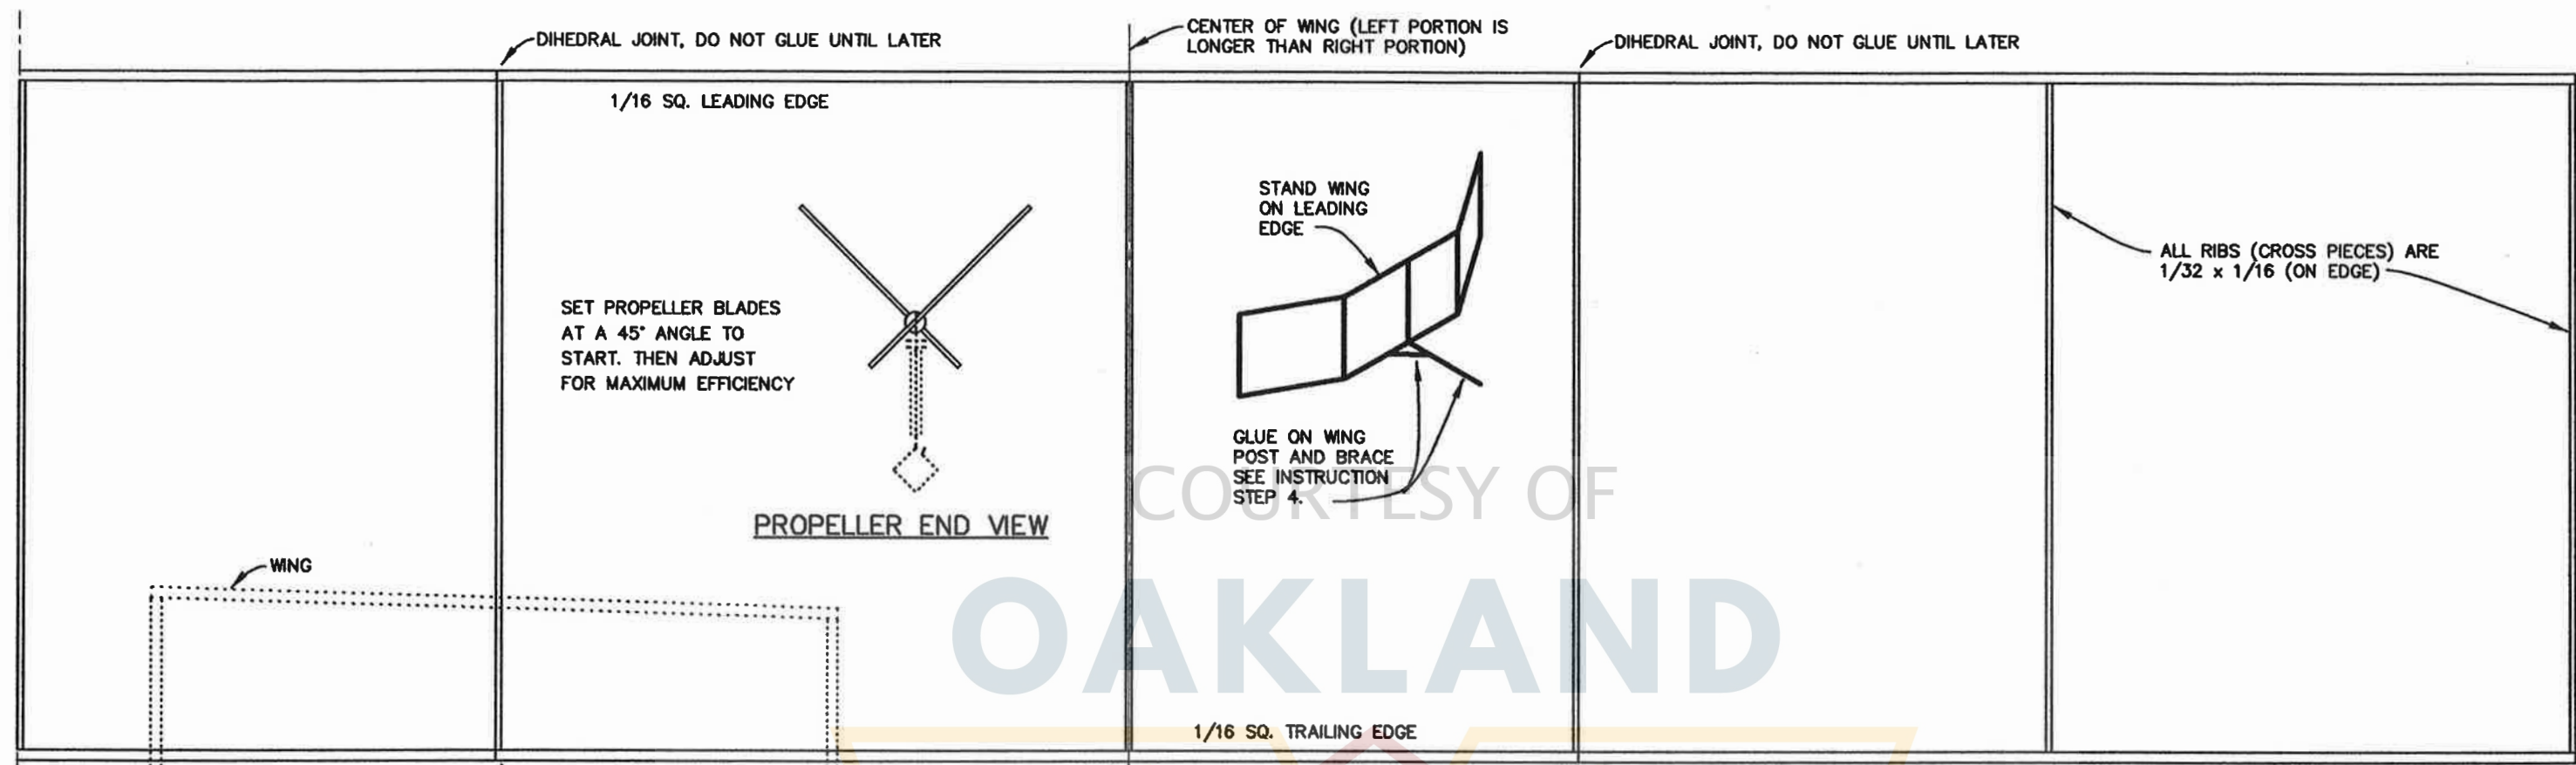 DIHEDRAL JOINT, DO NOT GLUE UNTIL LATER
CENTER OF WING (LEFT PORTION IS
LONGER THAN RIGHT PORTION)
DIHEDRAL JOINT, DO NOT GLUE UNTIL LATER
1/16 SQ. LEADING EDGE
STAND WING
ON LEADING
EDGE
ALL RIBS (CROSS PIECES) ARE
1/32 x 1/16 (ON EDGE)
SET PROPELLER BLADES
AT A 45° ANGLE TO
START. THEN ADJUST
FOR MAXIMUM EFFICIENCY
GLUE ON WING
POST AND BRACE
SEE INSTRUCTION
STEP 4.
PROPELLER END VIEW
COURTESY OF
WING
OAKLAND
1/16 SQ. TRAILING EDGE